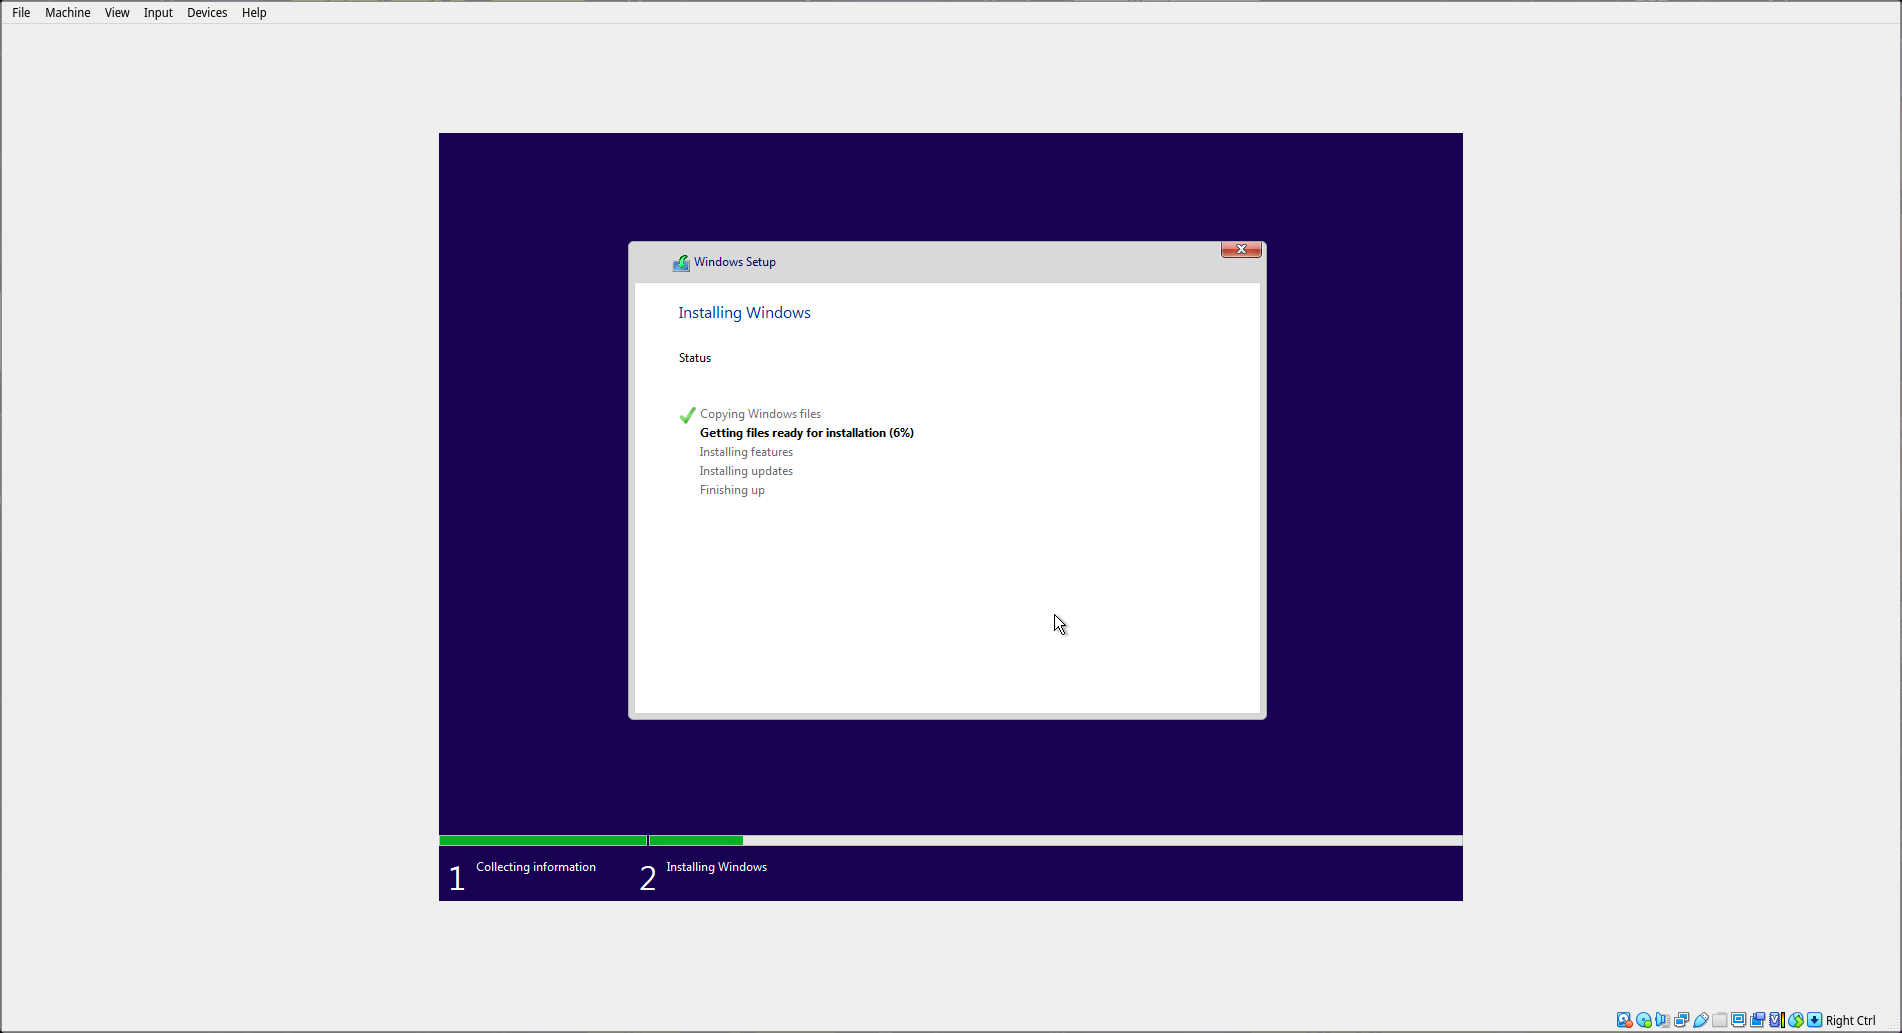 File Machine View Input Devices Help
Windows Setup
Installing Windows
Status
Copying Windows files
Getting files ready for installation (6%)
Installing features
Installing updates
Finishing up
1 Collecting information 2 Installing Windows
Right Ctrl